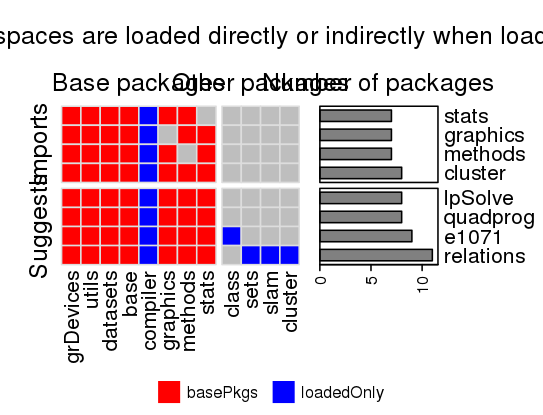 spaces are loaded directly or indirectly when load
Base packages Other packages Number of packages
Imports
Suggests
stats
graphics
methods
cluster
lpSolve
quadprog
e1071
relations
grDevices
utils
datasets
base
compiler
graphics
methods
stats
class
sets
slam
cluster
0 5 10
basePkgs loadedOnly